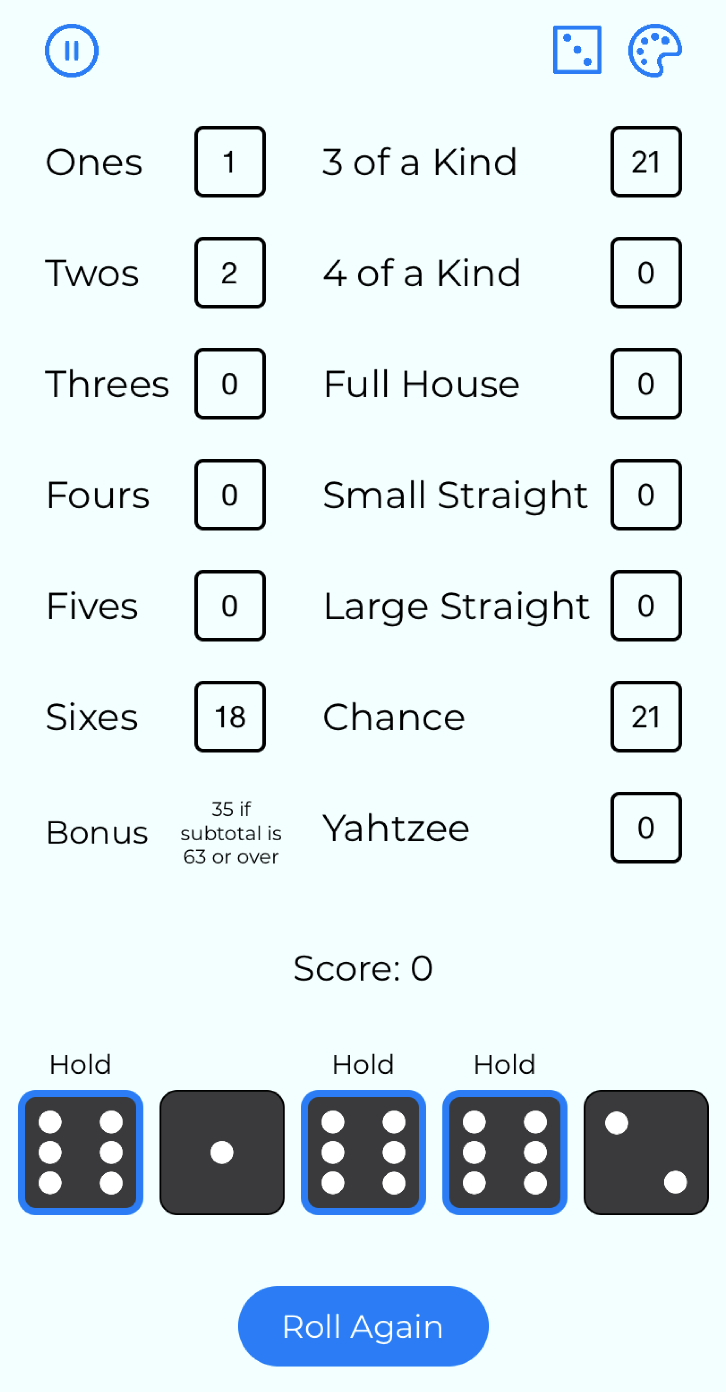 Ones 1 3 of a Kind 21
Twos 2 4 of a Kind 0
Threes 0 Full House 0
Fours 0 Small Straight 0
Fives 0 Large Straight 0
Sixes 18 Chance 21
Bonus 35 if
subtotal is
63 or over
Yahtzee 0
Score: 0
Hold Hold Hold
Roll Again